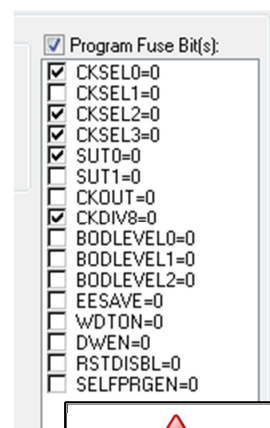 Program Fuse Bit(s):
CKSEL0=0
CKSEL1=0
CKSEL2=0
CKSEL3=0
SUT0=0
SUT1=0
CKOUT=0
CKDIV8=0
BODLEVEL0=0
BODLEVEL1=0
BODLEVEL2=0
EESAVE=0
WDTON=0
DWEN=0
RSTDISBL=0
SELFPRGEN=0